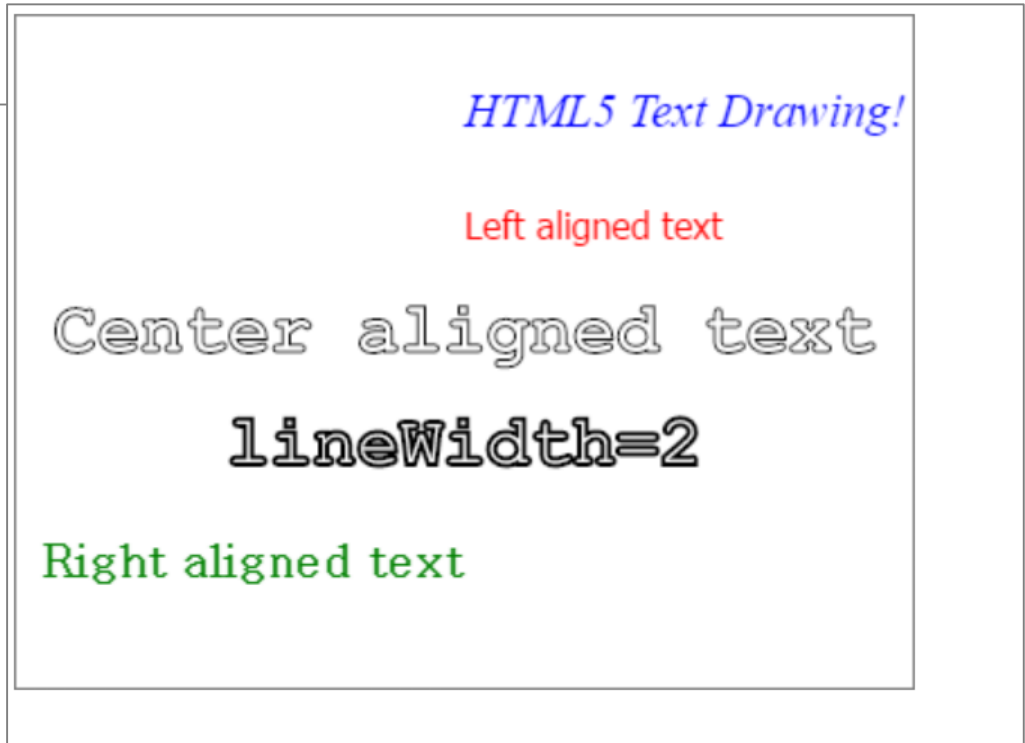 HTML5 Text Drawing!
Left aligned text
Center aligned text
lineWidth=2
Right aligned text